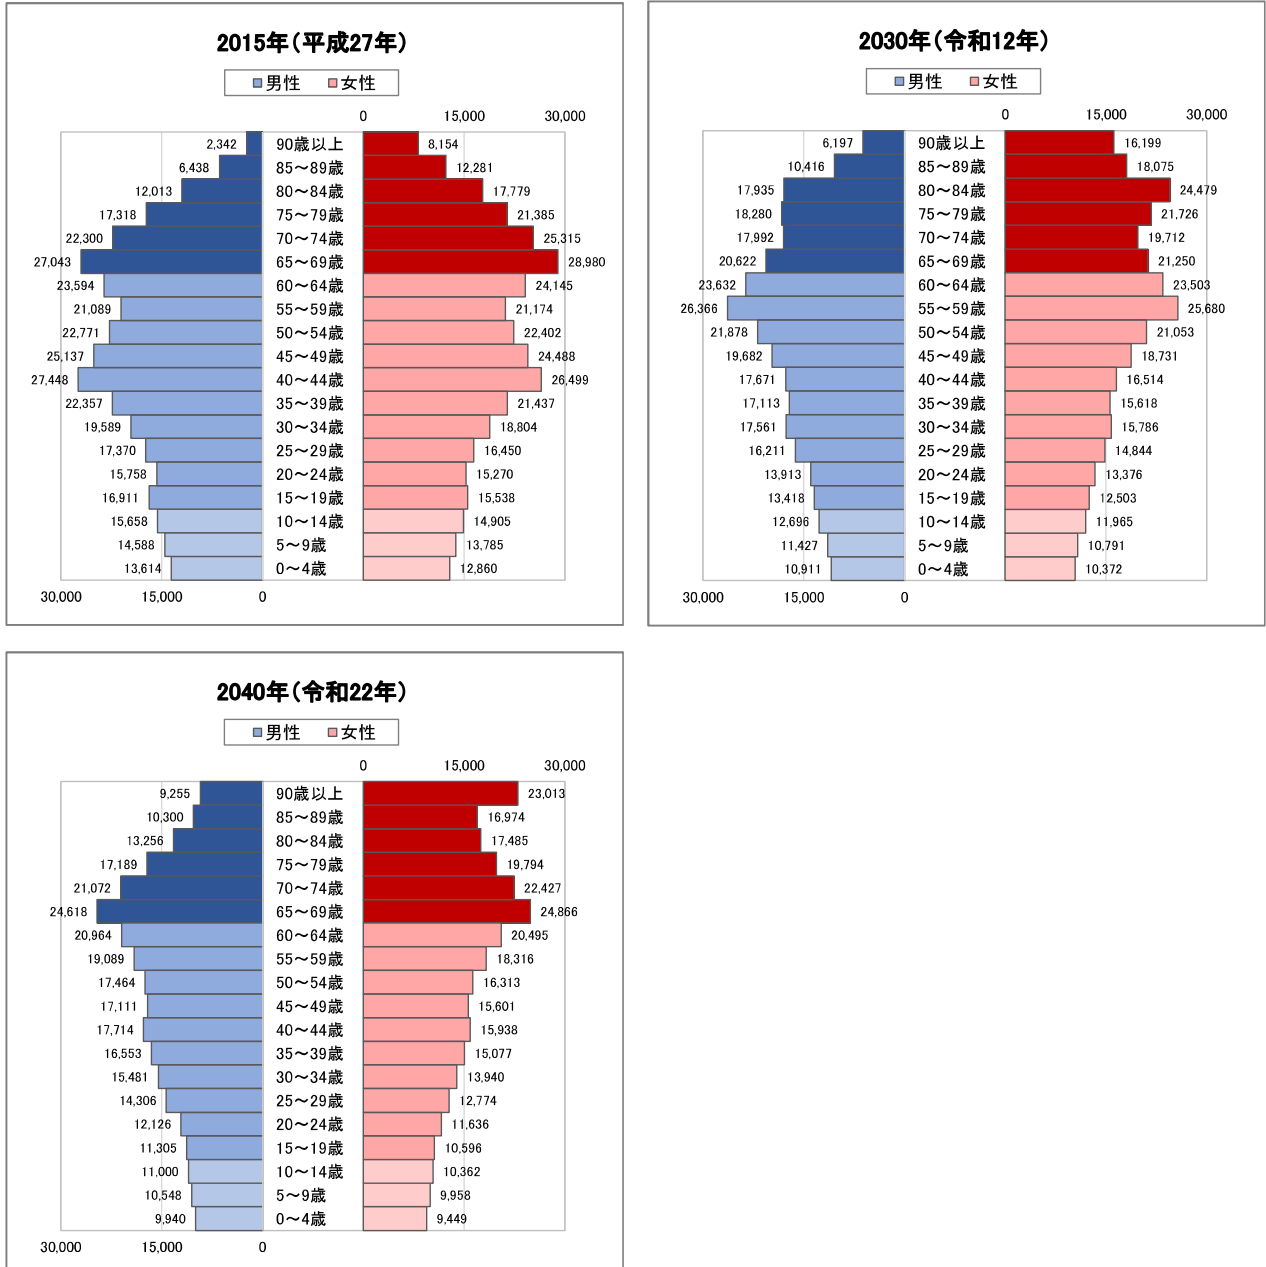 2015年(平成27年)
男性 女性
0 15,000 30,000
2,342 90歳以上 8,154
6,438 85～89歳 12,281
12,013 80～84歳 17,779
17,318 75～79歳 21,385
22,300 70～74歳 25,315
27,043 65～69歳 28,980
23,594 60～64歳 24,145
21,089 55～59歳 21,174
22,771 50～54歳 22,402
25,137 45～49歳 24,488
27,448 40～44歳 26,499
22,357 35～39歳 21,437
19,589 30～34歳 18,804
17,370 25～29歳 16,450
15,758 20～24歳 15,270
16,911 15～19歳 15,538
15,658 10～14歳 14,905
14,588 5～9歳 13,785
13,614 0～4歳 12,860
30,000 15,000 0
2030年(令和12年)
男性 女性
0 15,000 30,000
6,197 90歳以上 16,199
10,416 85～89歳 18,075
17,935 80～84歳 24,479
18,280 75～79歳 21,726
17,992 70～74歳 19,712
20,622 65～69歳 21,250
23,632 60～64歳 23,503
26,366 55～59歳 25,680
21,878 50～54歳 21,053
19,682 45～49歳 18,731
17,671 40～44歳 16,514
17,113 35～39歳 15,618
17,561 30～34歳 15,786
16,211 25～29歳 14,844
13,913 20～24歳 13,376
13,418 15～19歳 12,503
12,696 10～14歳 11,965
11,427 5～9歳 10,791
10,911 0～4歳 10,372
30,000 15,000 0
2040年(令和22年)
男性 女性
0 15,000 30,000
9,255 90歳以上 23,013
10,300 85～89歳 16,974
13,256 80～84歳 17,485
17,189 75～79歳 19,794
21,072 70～74歳 22,427
24,618 65～69歳 24,866
20,964 60～64歳 20,495
19,089 55～59歳 18,316
17,464 50～54歳 16,313
17,111 45～49歳 15,601
17,714 40～44歳 15,938
16,553 35～39歳 15,077
15,481 30～34歳 13,940
14,306 25～29歳 12,774
12,126 20～24歳 11,636
11,305 15～19歳 10,596
11,000 10～14歳 10,362
10,548 5～9歳 9,958
9,940 0～4歳 9,449
30,000 15,000 0